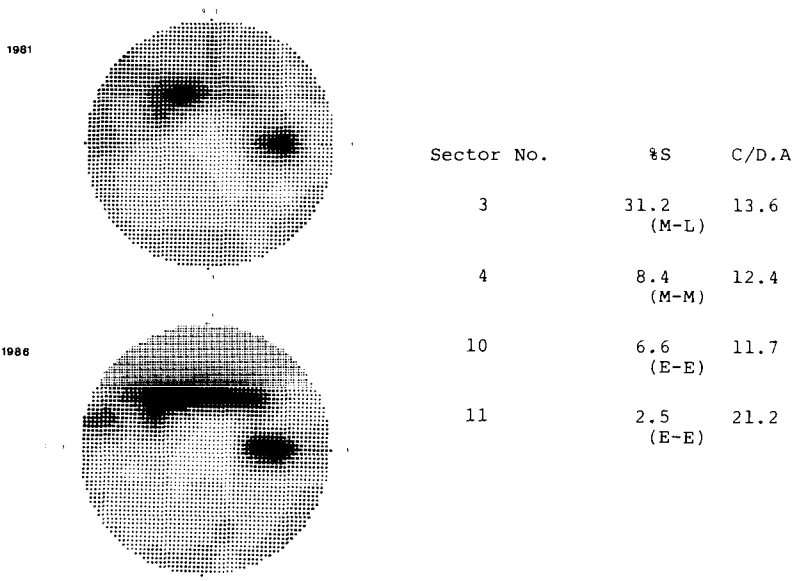 1981
1986
Sector No. %S C/D.A
3 31.2 13.6
(M-L)
4 8.4 12.4
(M-M)
10 6.6 11.7
(E-E)
11 2.5 21.2
(E-E)